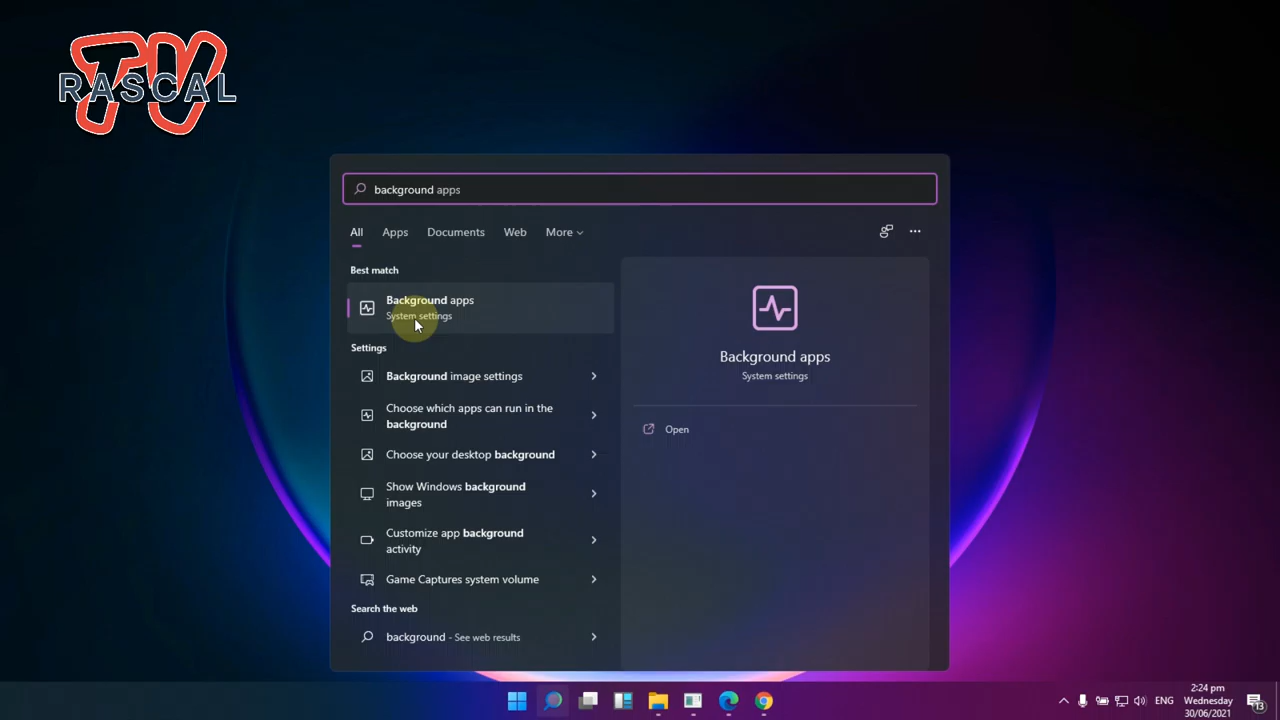 TV
RASCAL
background apps
All
Apps
Documents
Web
More
Best match
Background apps
System settings
Settings
Background image settings
Choose which apps can run in the
background
Choose your desktop background
Show Windows background
images
Customize app background
activity
Game Captures system volume
Search the web
background - See web results
Background apps
System settings
Open
ENG
2:24 pm
Wednesday
30/06/2021
13